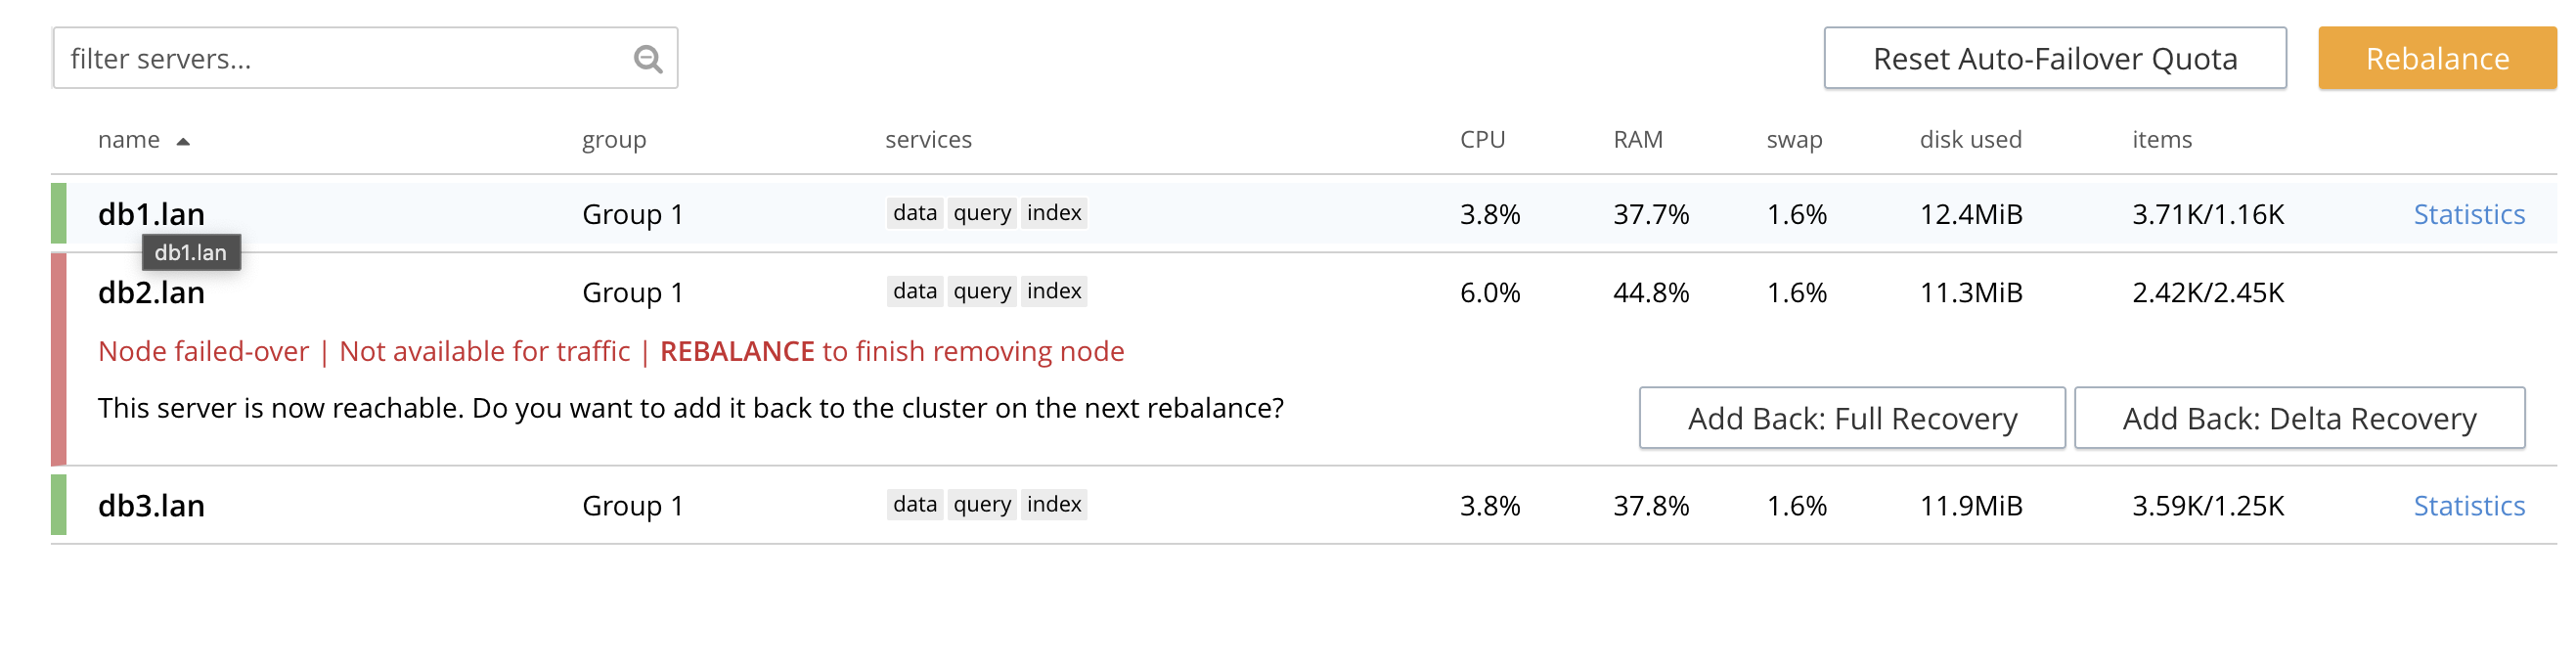 filter servers... Reset Auto-Failover Quota Rebalance
name group services CPU RAM swap disk used items
db1.lan Group 1 data query index 3.8% 37.7% 1.6% 12.4MiB 3.71K/1.16K Statistics
db1.lan
db2.lan Group 1 data query index 6.0% 44.8% 1.6% 11.3MiB 2.42K/2.45K
Node failed-over | Not available for traffic | REBALANCE to finish removing node
This server is now reachable. Do you want to add it back to the cluster on the next rebalance? Add Back: Full Recovery Add Back: Delta Recovery
db3.lan Group 1 data query index 3.8% 37.8% 1.6% 11.9MiB 3.59K/1.25K Statistics